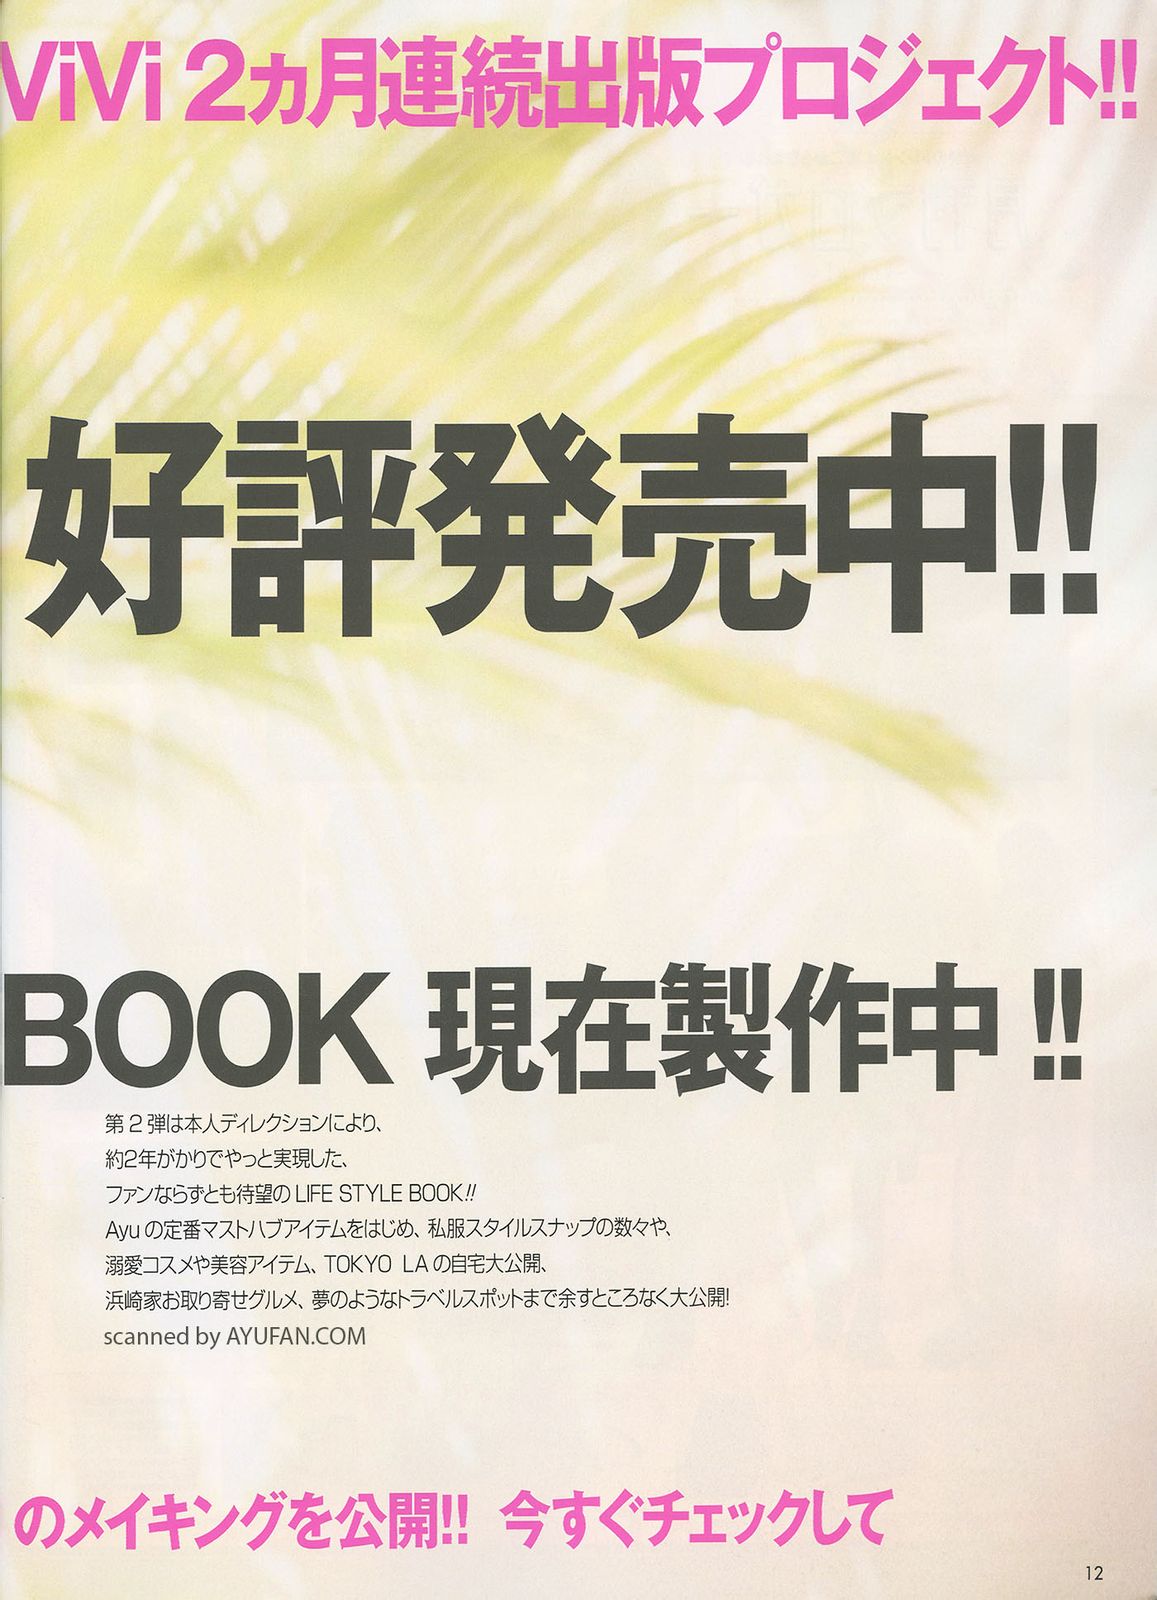 ViVi 2ヵ月連続出版プロジェクト!!
好評発売中!!
BOOK 現在製作中!!
第2弾は本人ディレクションにより、
約2年がかりでやっと実現した、
ファンならずとも待望のLIFE STYLE BOOK!!
Ayuの定番マストハブアイテムをはじめ、私服スタイルスナップの数々や、
溺愛コスメや美容アイテム、TOKYO LAの自宅大公開、
浜崎家お取り寄せグルメ、夢のようなトラベルスポットまで余すところなく大公開!
scanned by AYUFAN.COM
のメイキングを公開!! 今すぐチェックして
12